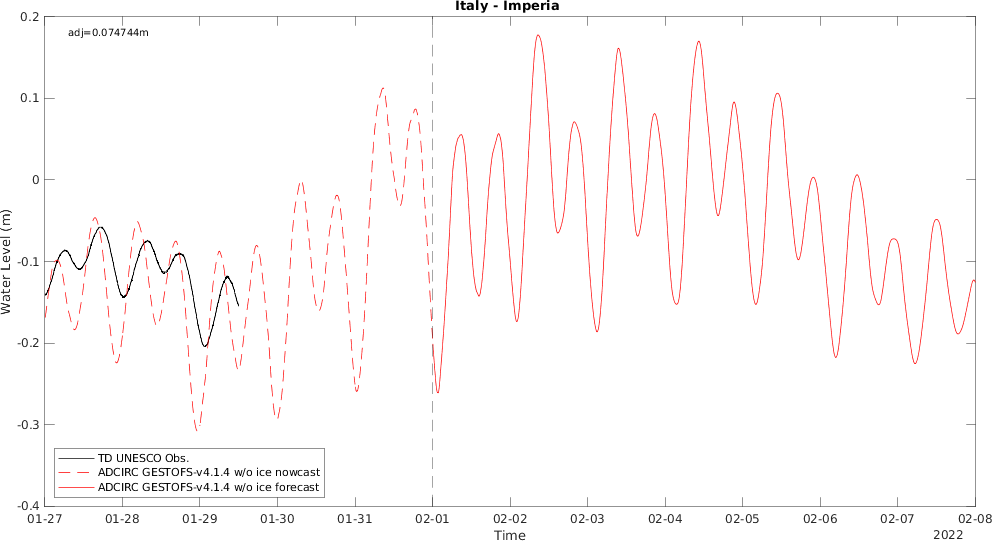 Italy - Imperia
adj=0.074744m
0.2
0.1
0
-0.1
-0.2
-0.3
-0.4
Water Level (m)
TD UNESCO Obs.
ADCIRC GESTOFS-v4.1.4 w/o ice nowcast
ADCIRC GESTOFS-v4.1.4 w/o ice forecast
01-27 01-28 01-29 01-30 01-31 02-01 02-02 02-03 02-04 02-05 02-06 02-07 02-08
Time
2022